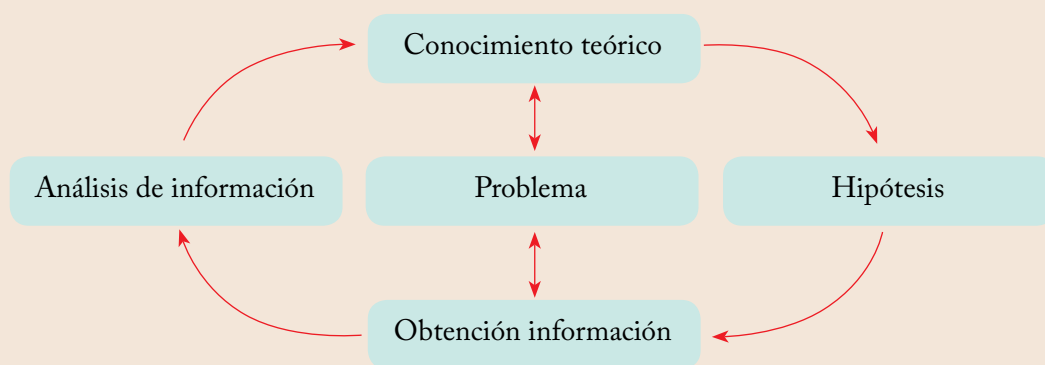 Conocimiento teórico
Análisis de información
Problema
Hipótesis
Obtención información